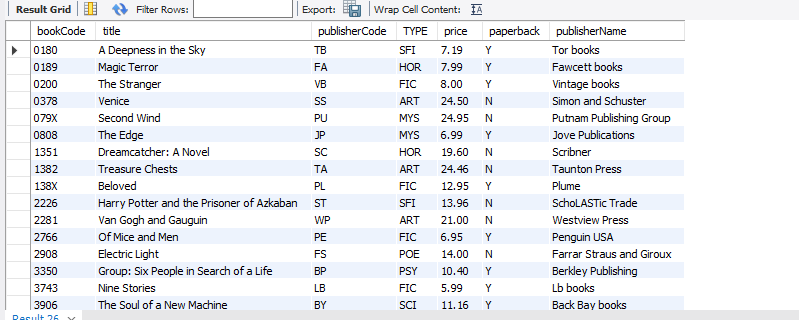 Result Grid Filter Rows: Export: Wrap Cell Content:
bookCode title publisherCode TYPE price paperback publisherName
0180 A Deepness in the Sky TB SFI 7.19 Y Tor books
0189 Magic Terror FA HOR 7.99 Y Fawcett books
0200 The Stranger VB FIC 8.00 Y Vintage books
0378 Venice SS ART 24.50 N Simon and Schuster
079X Second Wind PU MYS 24.95 N Putnam Publishing Group
0808 The Edge JP MYS 6.99 Y Jove Publications
1351 Dreamcatcher: A Novel SC HOR 19.60 N Scribner
1382 Treasure Chests TA ART 24.46 N Taunton Press
138X Beloved PL FIC 12.95 Y Plume
2226 Harry Potter and the Prisoner of Azkaban ST SFI 13.96 N SchoLASTic Trade
2281 Van Gogh and Gauguin WP ART 21.00 N Westview Press
2766 Of Mice and Men PE FIC 6.95 Y Penguin USA
2908 Electric Light FS POE 14.00 N Farrar Straus and Giroux
3350 Group: Six People in Search of a Life BP PSY 10.40 Y Berkley Publishing
3743 Nine Stories LB FIC 5.99 Y Lb books
3906 The Soul of a New Machine BY SCI 11.16 Y Back Bay books
Result 26